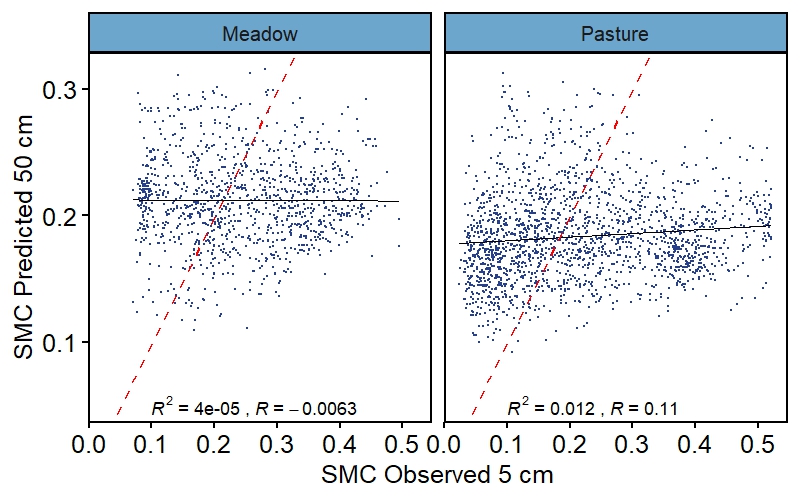 Meadow Pasture
SMC Predicted 50 cm
0.3
0.2
0.1
R² = 4e-05 , R = −0.0063
R² = 0.012 , R = 0.11
0.0 0.1 0.2 0.3 0.4 0.5 0.0 0.1 0.2 0.3 0.4 0.5
SMC Observed 5 cm